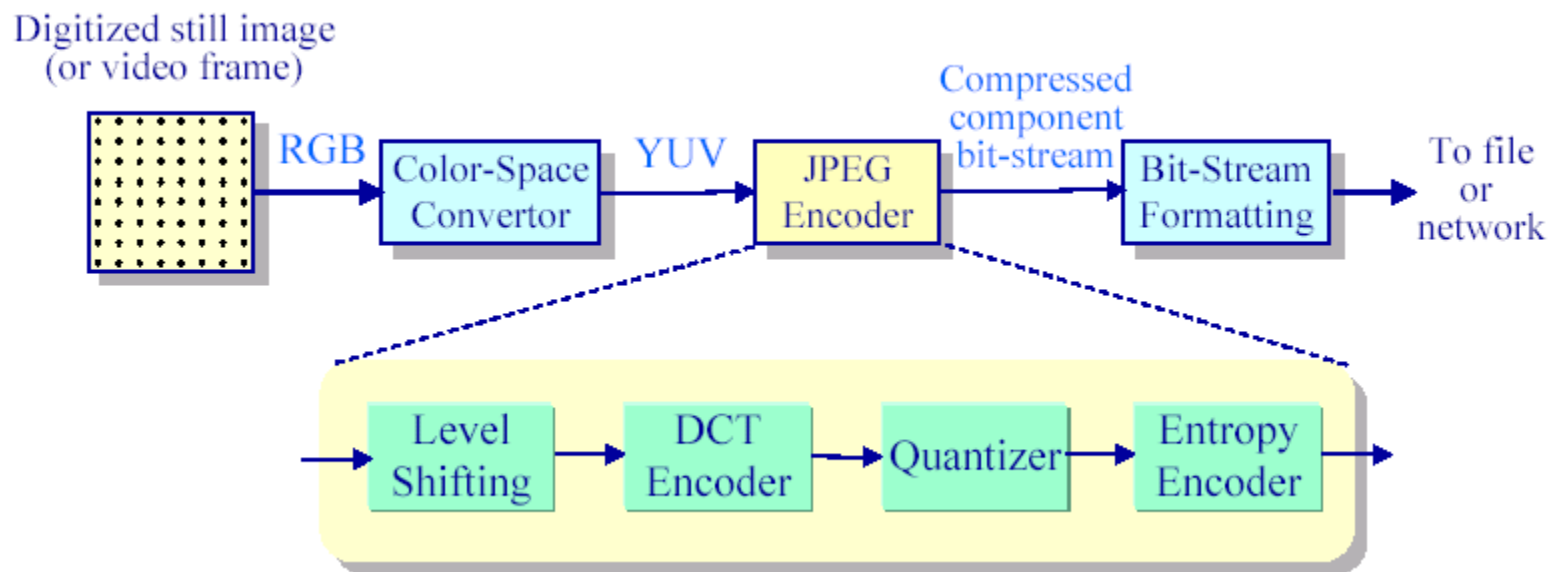 Digitized still image
(or video frame)
RGB
Color-Space
Convertor
YUV
JPEG
Encoder
Compressed
component
bit-stream
Bit-Stream
Formatting
To file
or
network
Level
Shifting
DCT
Encoder
Quantizer
Entropy
Encoder